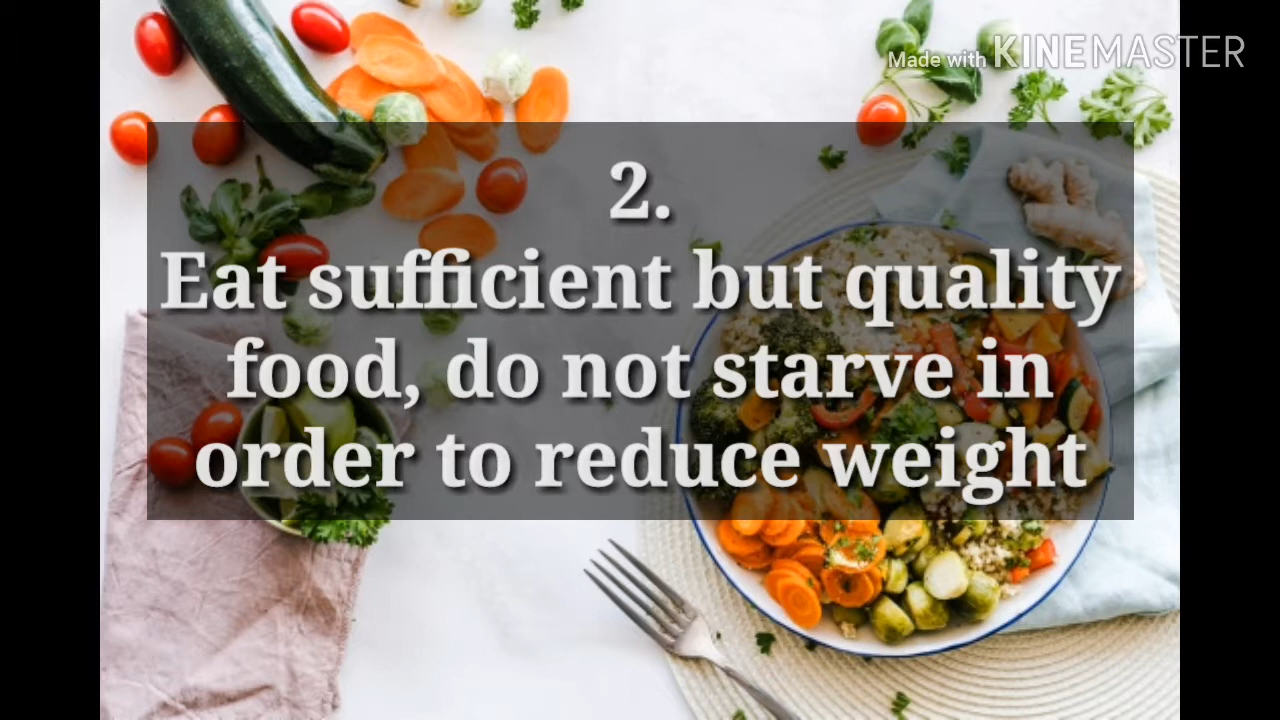 Made with KINEMASTER
2.
Eat sufficient but quality
food, do not starve in
order to reduce weight